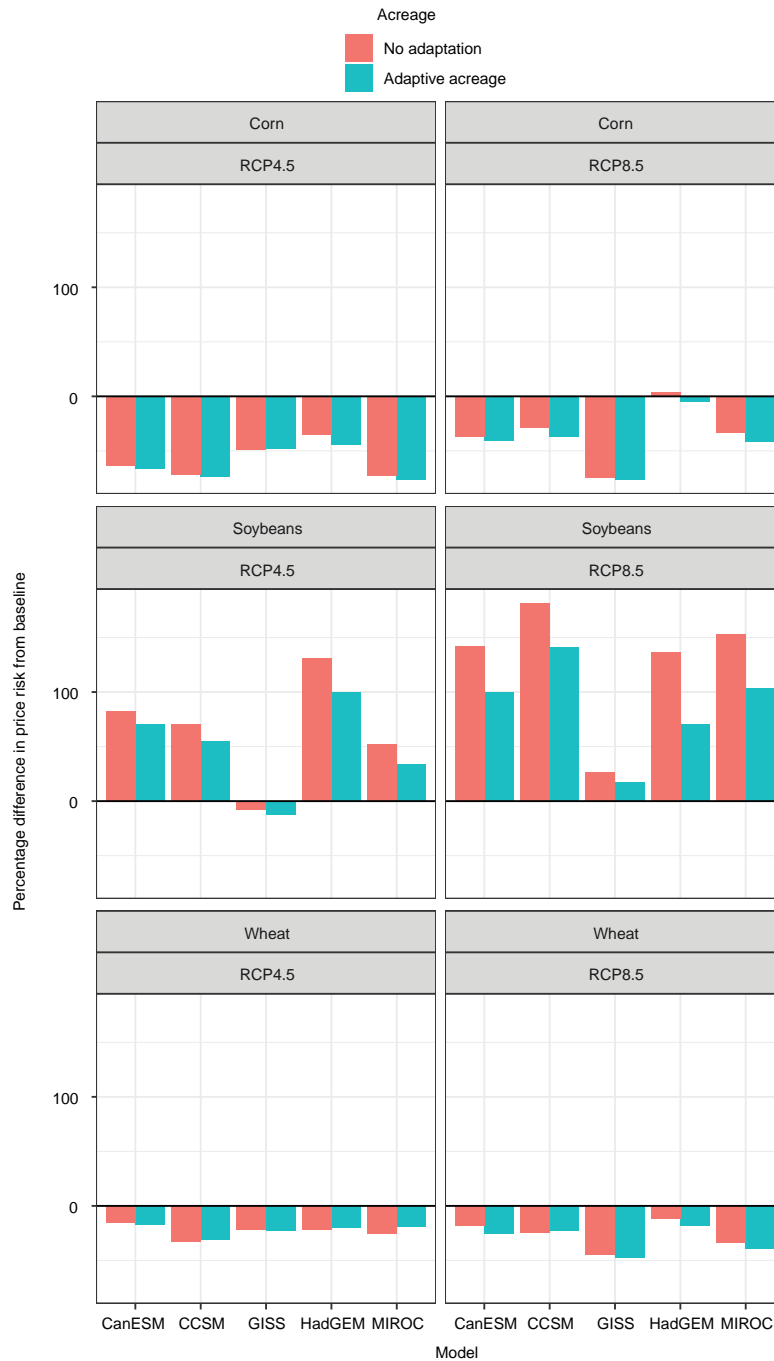 Acreage
No adaptation
Adaptive acreage
Corn
Corn
RCP4.5
RCP8.5
100
0
Soybeans
Soybeans
RCP4.5
RCP8.5
100
0
Percentage difference in price risk from baseline
Wheat
Wheat
RCP4.5
RCP8.5
100
0
CanESM CCSM GISS HadGEM MIROC
CanESM CCSM GISS HadGEM MIROC
Model